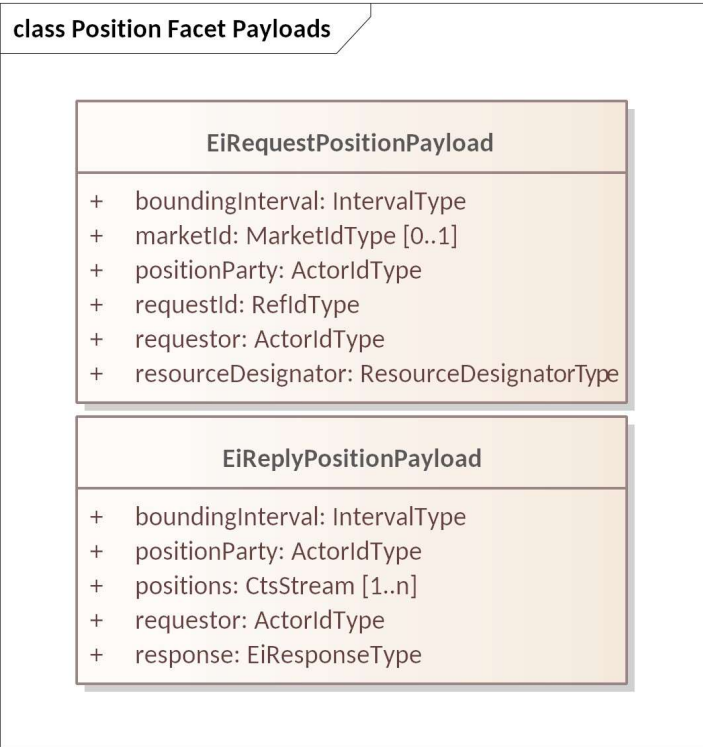 class Position Facet Payloads
EiRequestPositionPayload
+ boundingInterval: IntervalType
+ marketId: MarketIdType [0..1]
+ positionParty: ActorIdType
+ requestId: RefIdType
+ requestor: ActorIdType
+ resourceDesignator: ResourceDesignatorType
EiReplyPositionPayload
+ boundingInterval: IntervalType
+ positionParty: ActorIdType
+ positions: CtsStream [1..n]
+ requestor: ActorIdType
+ response: EiResponseType